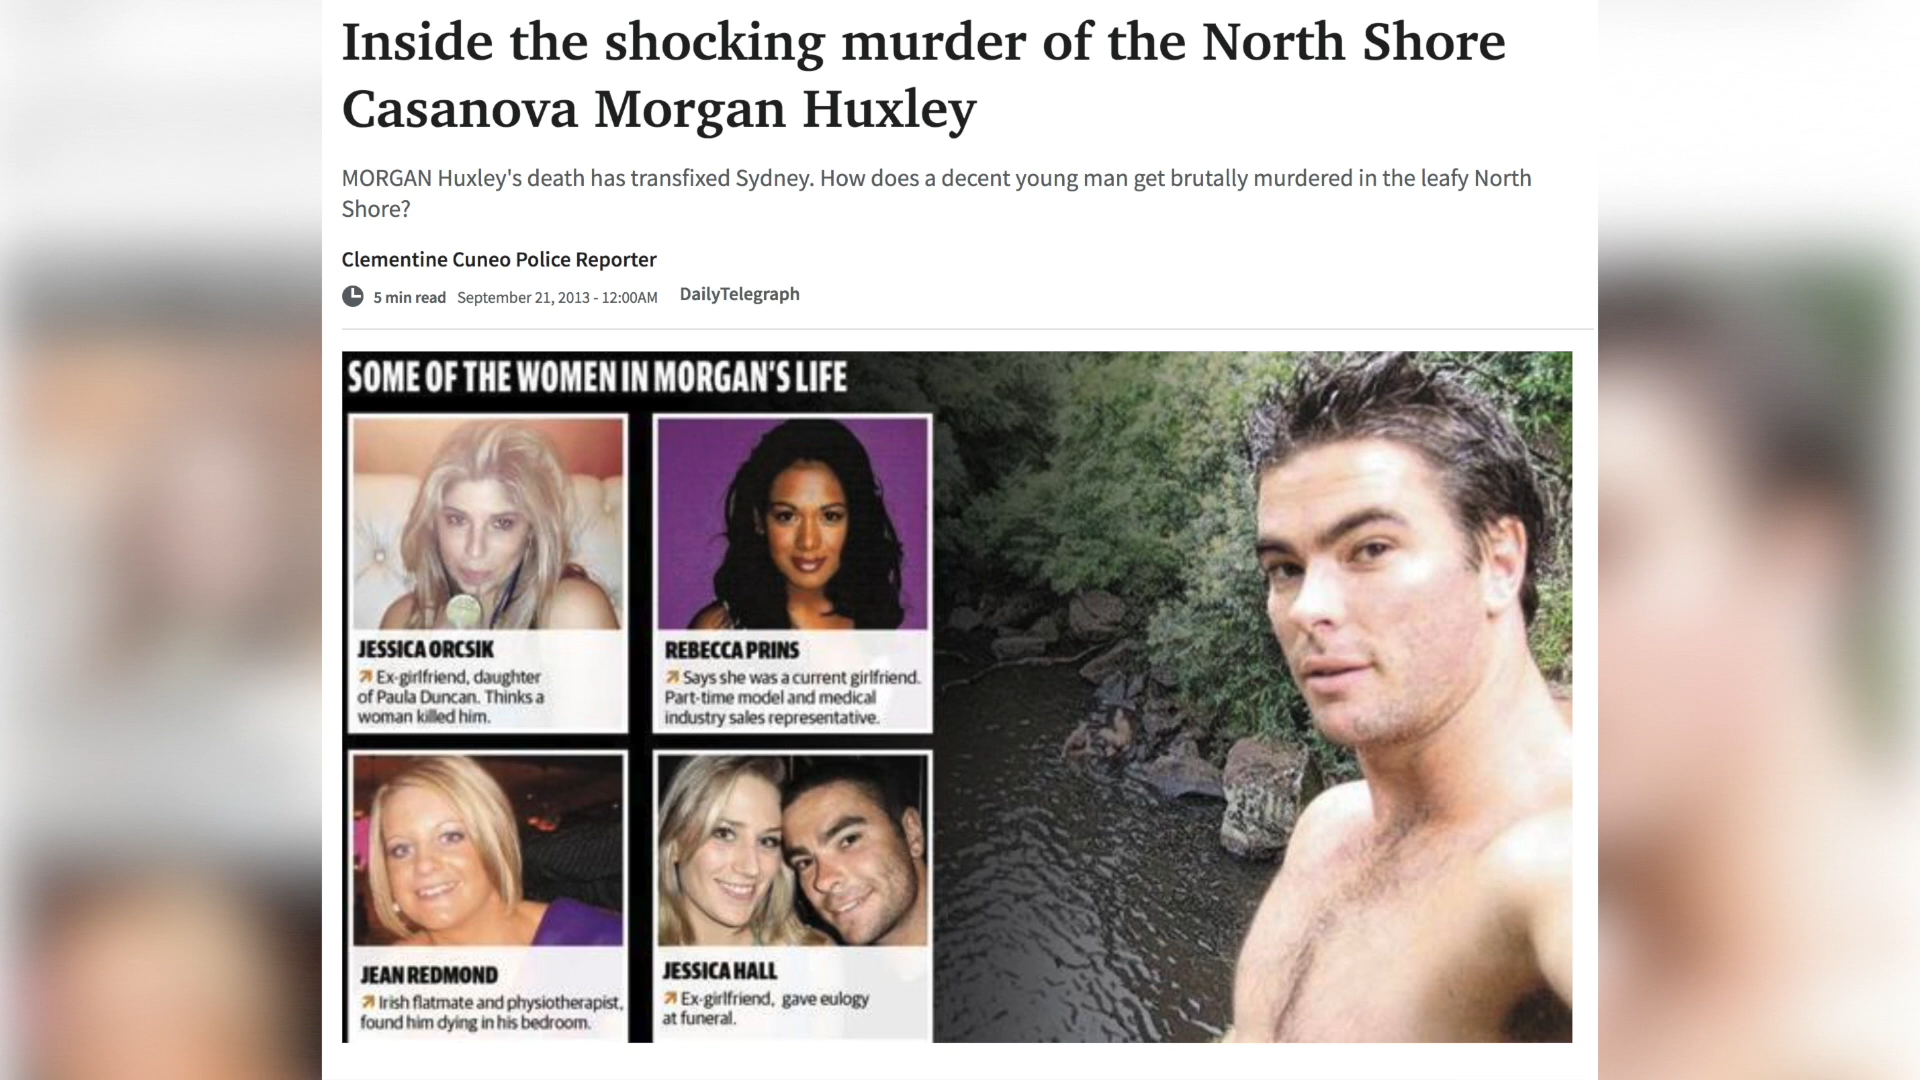 Inside the shocking murder of the North Shore
Casanova Morgan Huxley
MORGAN Huxley's death has transfixed Sydney. How does a decent young man get brutally murdered in the leafy North
Shore?
Clementine Cuneo Police Reporter
5 min read September 21, 2013 - 12:00AM DailyTelegraph
SOME OF THE WOMEN IN MORGAN'S LIFE
JESSICA ORCSIK
Ex-girlfriend, daughter
of Paula Duncan. Thinks a
woman killed him.
REBECCA PRINS
Says she was a current girlfriend.
Part-time model and medical
industry sales representative.
JEAN REDMOND
Irish flatmate and physiotherapist,
found him dying in his bedroom.
JESSICA HALL
Ex-girlfriend, gave eulogy
at funeral.